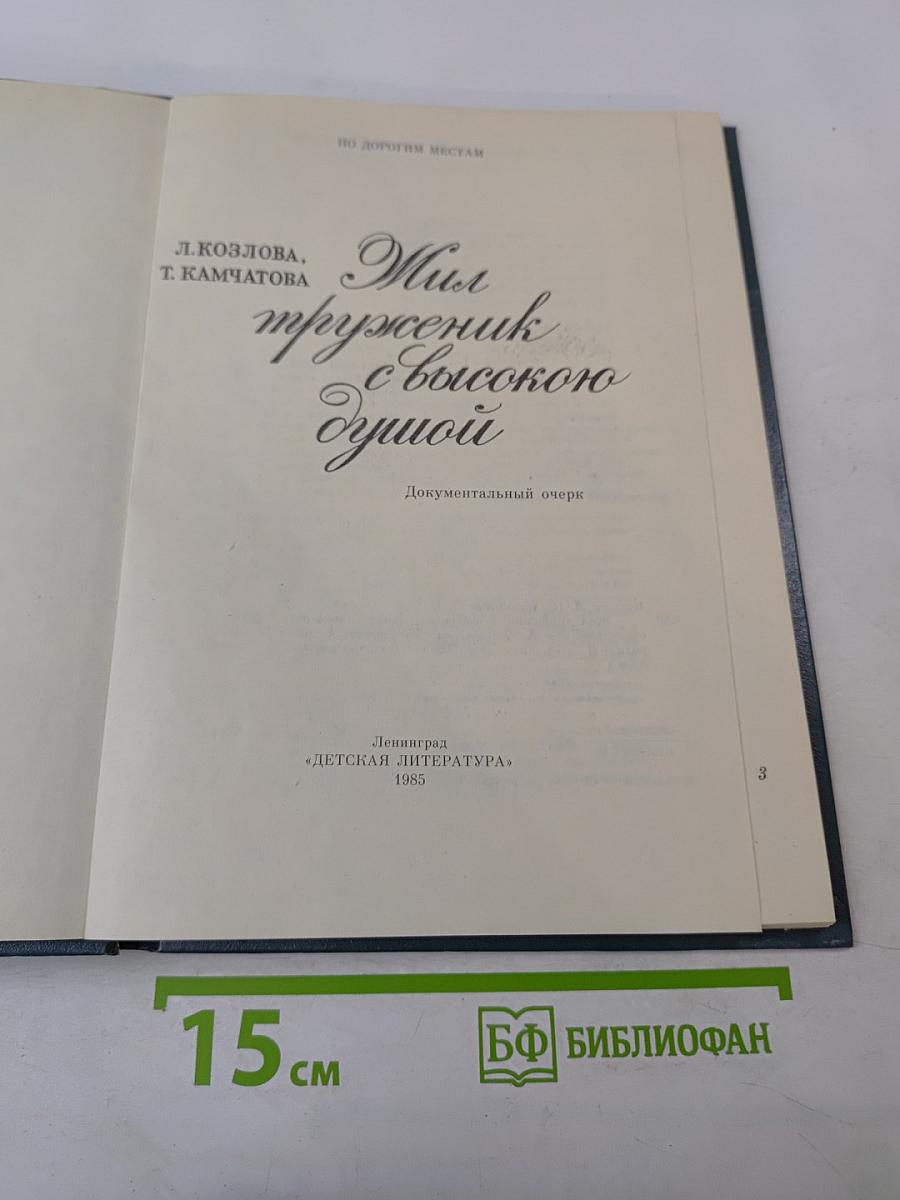 ПО ДОРОГИМ МЕСТАМ
Л. КОЗЛОВА,
Т. КАМЧАТОВА
Жил
труженик
с высокою
душой
Документальный очерк
Ленинград
«ДЕТСКАЯ ЛИТЕРАТУРА»
1985
3
15 см
БФ БИБЛИОФАН